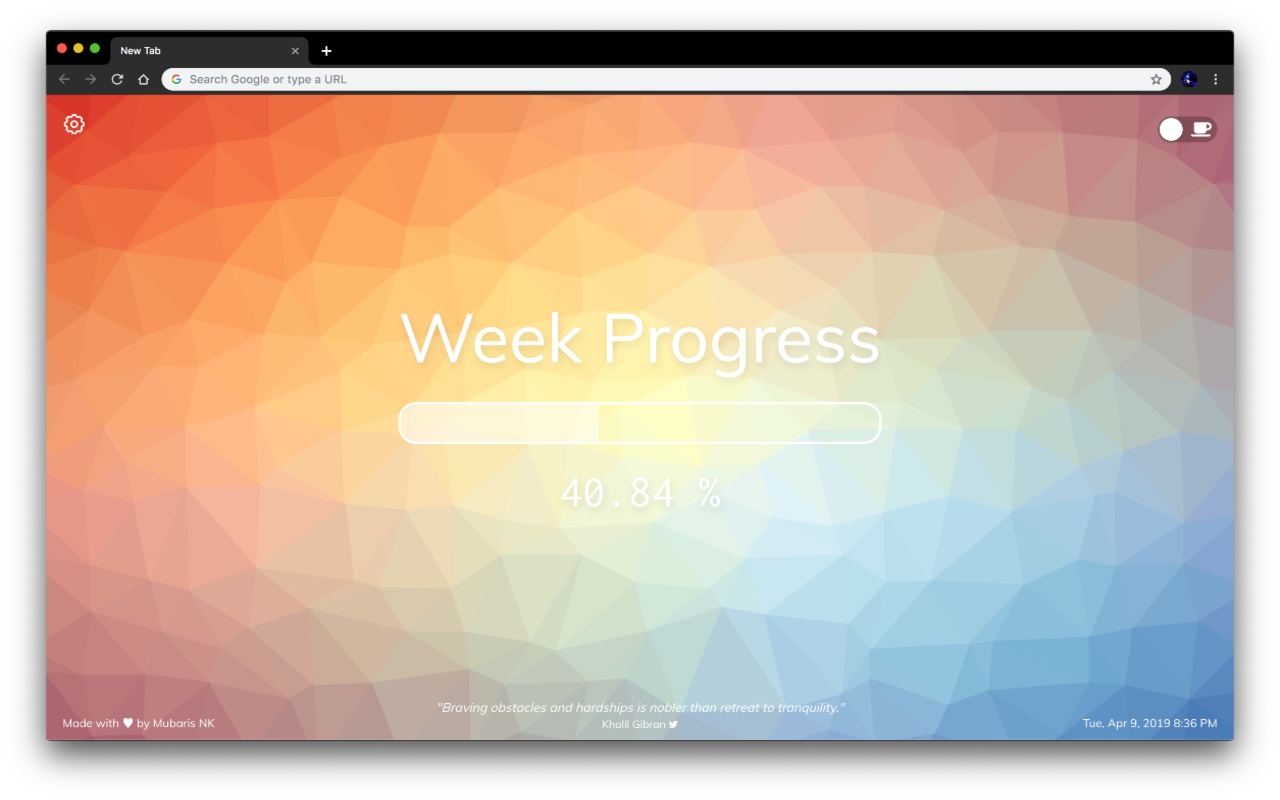 New Tab
Search Google or type a URL
Week Progress
40.84 %
"Braving obstacles and hardships is nobler than retreat to tranquility."
Khalil Gibran
Made with ♥ by Mubaris NK
Tue, Apr 9, 2019 8:36 PM